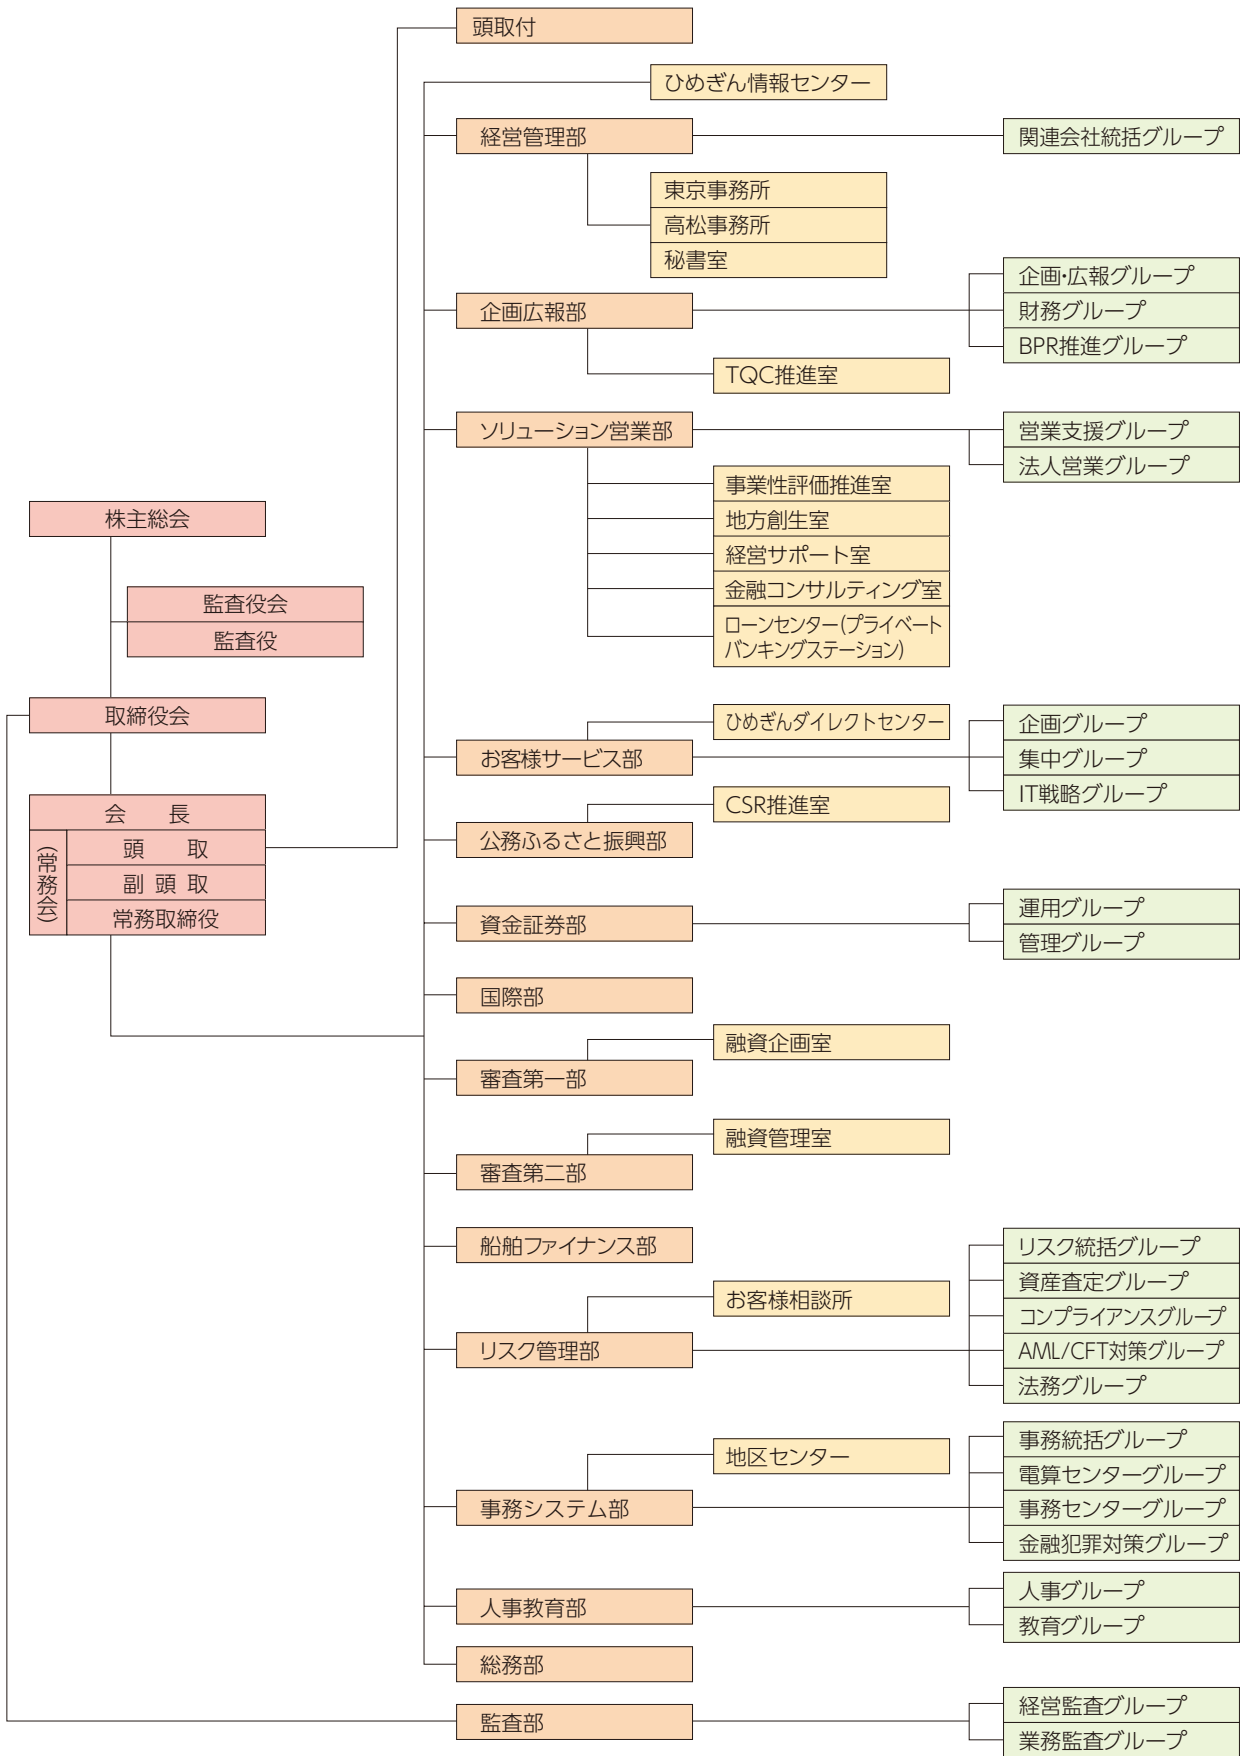 頭取付
ひめぎん情報センター
経営管理部
関連会社統括グループ
東京事務所
高松事務所
秘書室
企画広報部
企画・広報グループ
財務グループ
BPR推進グループ
TQC推進室
ソリューション営業部
営業支援グループ
法人営業グループ
事業性評価推進室
地方創生室
経営サポート室
金融コンサルティング室
ローンセンター(プライベート
バンキングステーション)
株主総会
監査役会
監査役
取締役会
会　長
(常務会)
頭　取
副 頭 取
常務取締役
ひめぎんダイレクトセンター
お客様サービス部
企画グループ
集中グループ
IT戦略グループ
CSR推進室
公務ふるさと振興部
資金証券部
運用グループ
管理グループ
国際部
融資企画室
審査第一部
融資管理室
審査第二部
船舶ファイナンス部
お客様相談所
リスク管理部
リスク統括グループ
資産査定グループ
コンプライアンスグループ
AML/CFT対策グループ
法務グループ
地区センター
事務システム部
事務統括グループ
電算センターグループ
事務センターグループ
金融犯罪対策グループ
人事教育部
人事グループ
教育グループ
総務部
監査部
経営監査グループ
業務監査グループ